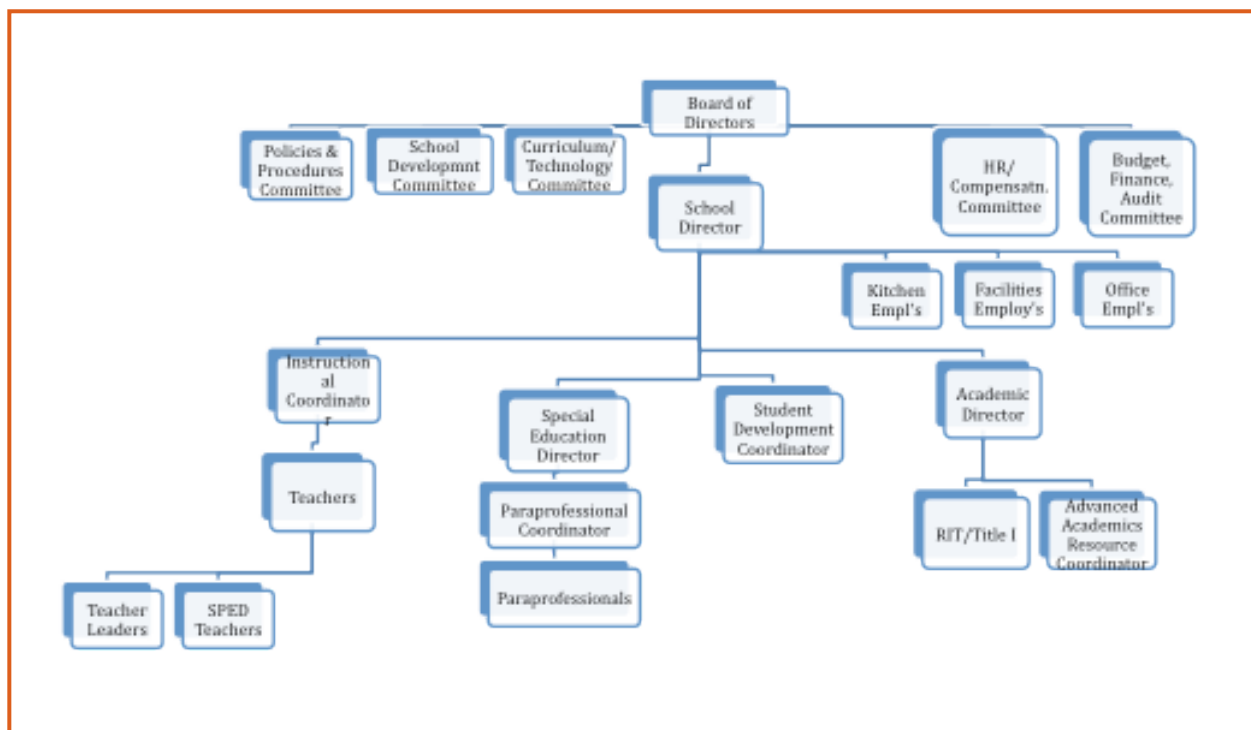 Board of
Directors
Policies &
Procedures
Committee
School
Developmnt
Committee
Curriculum/
Technology
Committee
HR/
Compensatn.
Committee
Budget,
Finance,
Audit
Committee
School
Director
Kitchen
Empl's
Facilities
Employ's
Office
Empl's
Instruction
al
Coordinato
r
Special
Education
Director
Student
Development
Coordinator
Academic
Director
Teachers
Paraprofessional
Coordinator
RIT/Title I
Advanced
Academics
Resource
Coordinator
Paraprofessionals
Teacher
Leaders
SPED
Teachers